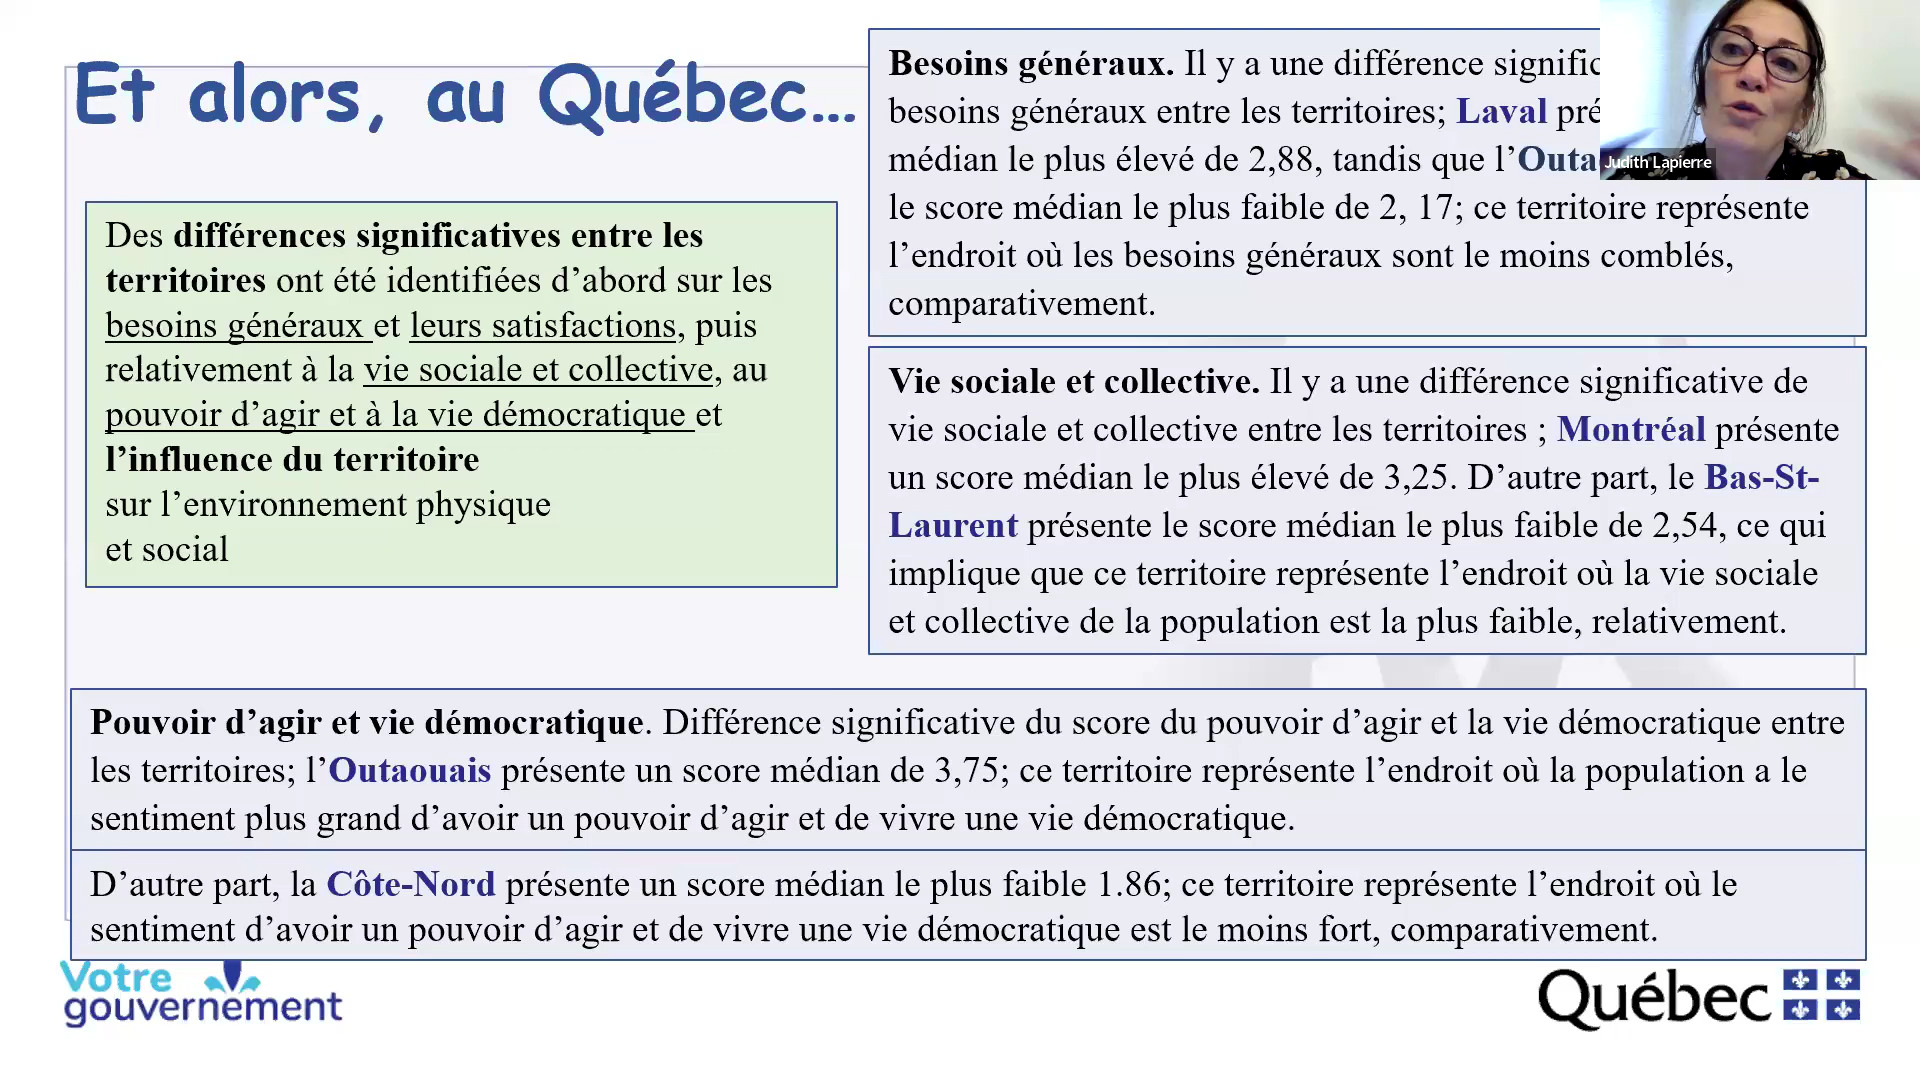 Et alors, au Québec...
Des différences significatives entre les
territoires ont été identifiées d’abord sur les
besoins généraux et leurs satisfactions, puis
relativement à la vie sociale et collective, au
pouvoir d’agir et à la vie démocratique et
l’influence du territoire
sur l’environnement physique
et social
Besoins généraux. Il y a une différence
besoins généraux entre les territoires; Laval
médian le plus élevé de 2,88, tandis que
le score médian le plus faible de 2, 17; ce territoire représente
l’endroit où les besoins généraux sont le moins comblés,
comparativement.
Judith Lapierre
Vie sociale et collective. Il y a une différence significative de
vie sociale et collective entre les territoires ; Montréal présente
un score médian le plus élevé de 3,25. D’autre part, le Bas-St-
Laurent présente le score médian le plus faible de 2,54, ce qui
implique que ce territoire représente l’endroit où la vie sociale
et collective de la population est la plus faible, relativement.
Pouvoir d’agir et vie démocratique. Différence significative du score du pouvoir d’agir et la vie démocratique entre
les territoires; l’Outaouais présente un score médian de 3,75; ce territoire représente l’endroit où la population a le
sentiment plus grand d’avoir un pouvoir d’agir et de vivre une vie démocratique.
D’autre part, la Côte-Nord présente un score médian le plus faible 1.86; ce territoire représente l’endroit où le
sentiment d’avoir un pouvoir d’agir et de vivre une vie démocratique est le moins fort, comparativement.
Votre
gouvernement
Québec